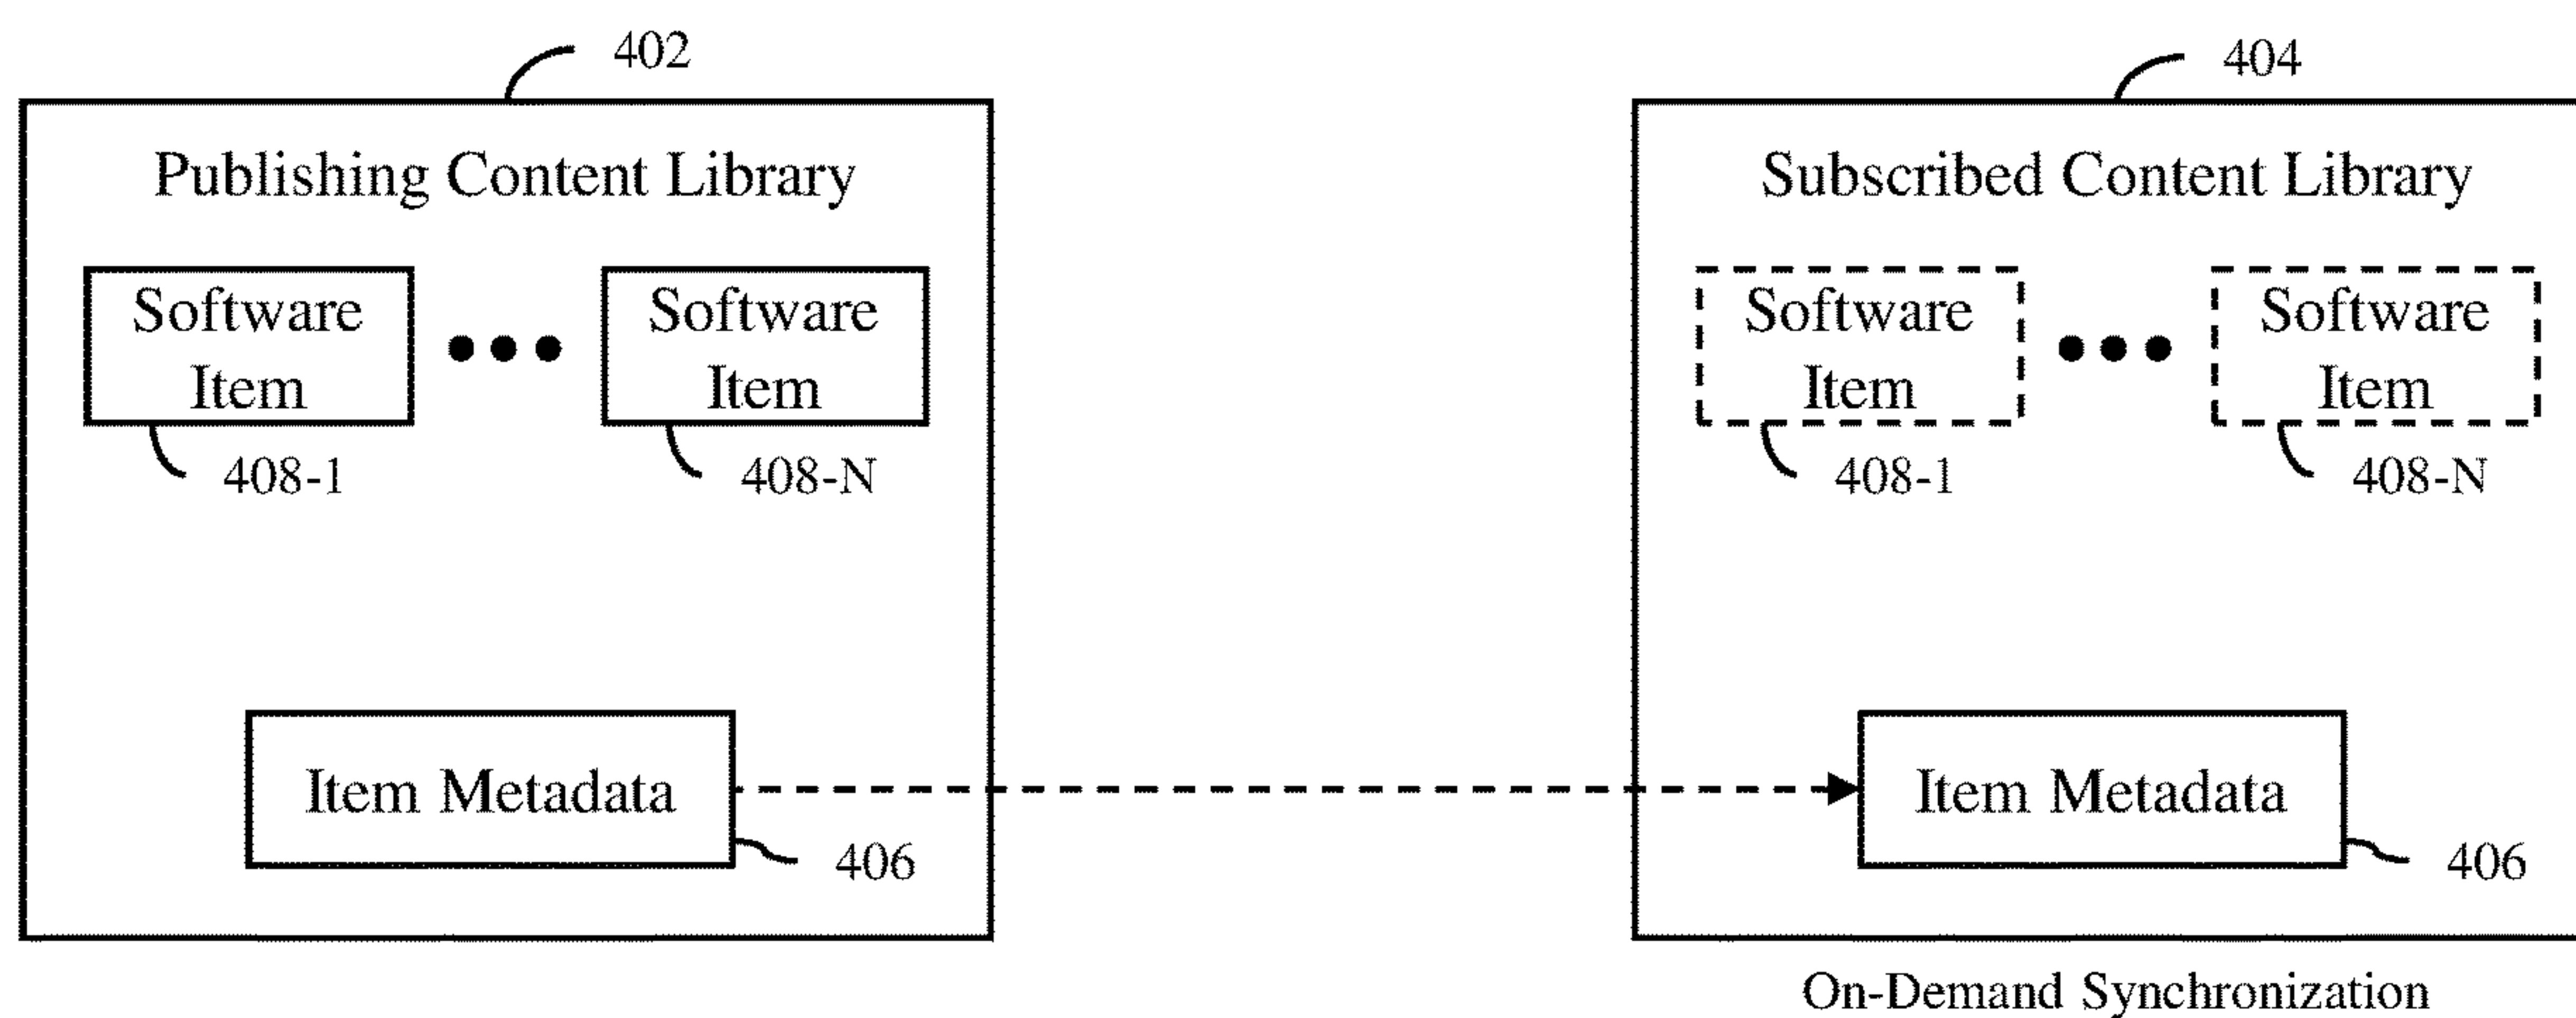 402
404
Publishing Content Library
Subscribed Content Library
Software
Item
Software
Item
Software
Item
Software
Item
408-1
408-N
408-1
408-N
Item Metadata
Item Metadata
406
406
On-Demand Synchronization